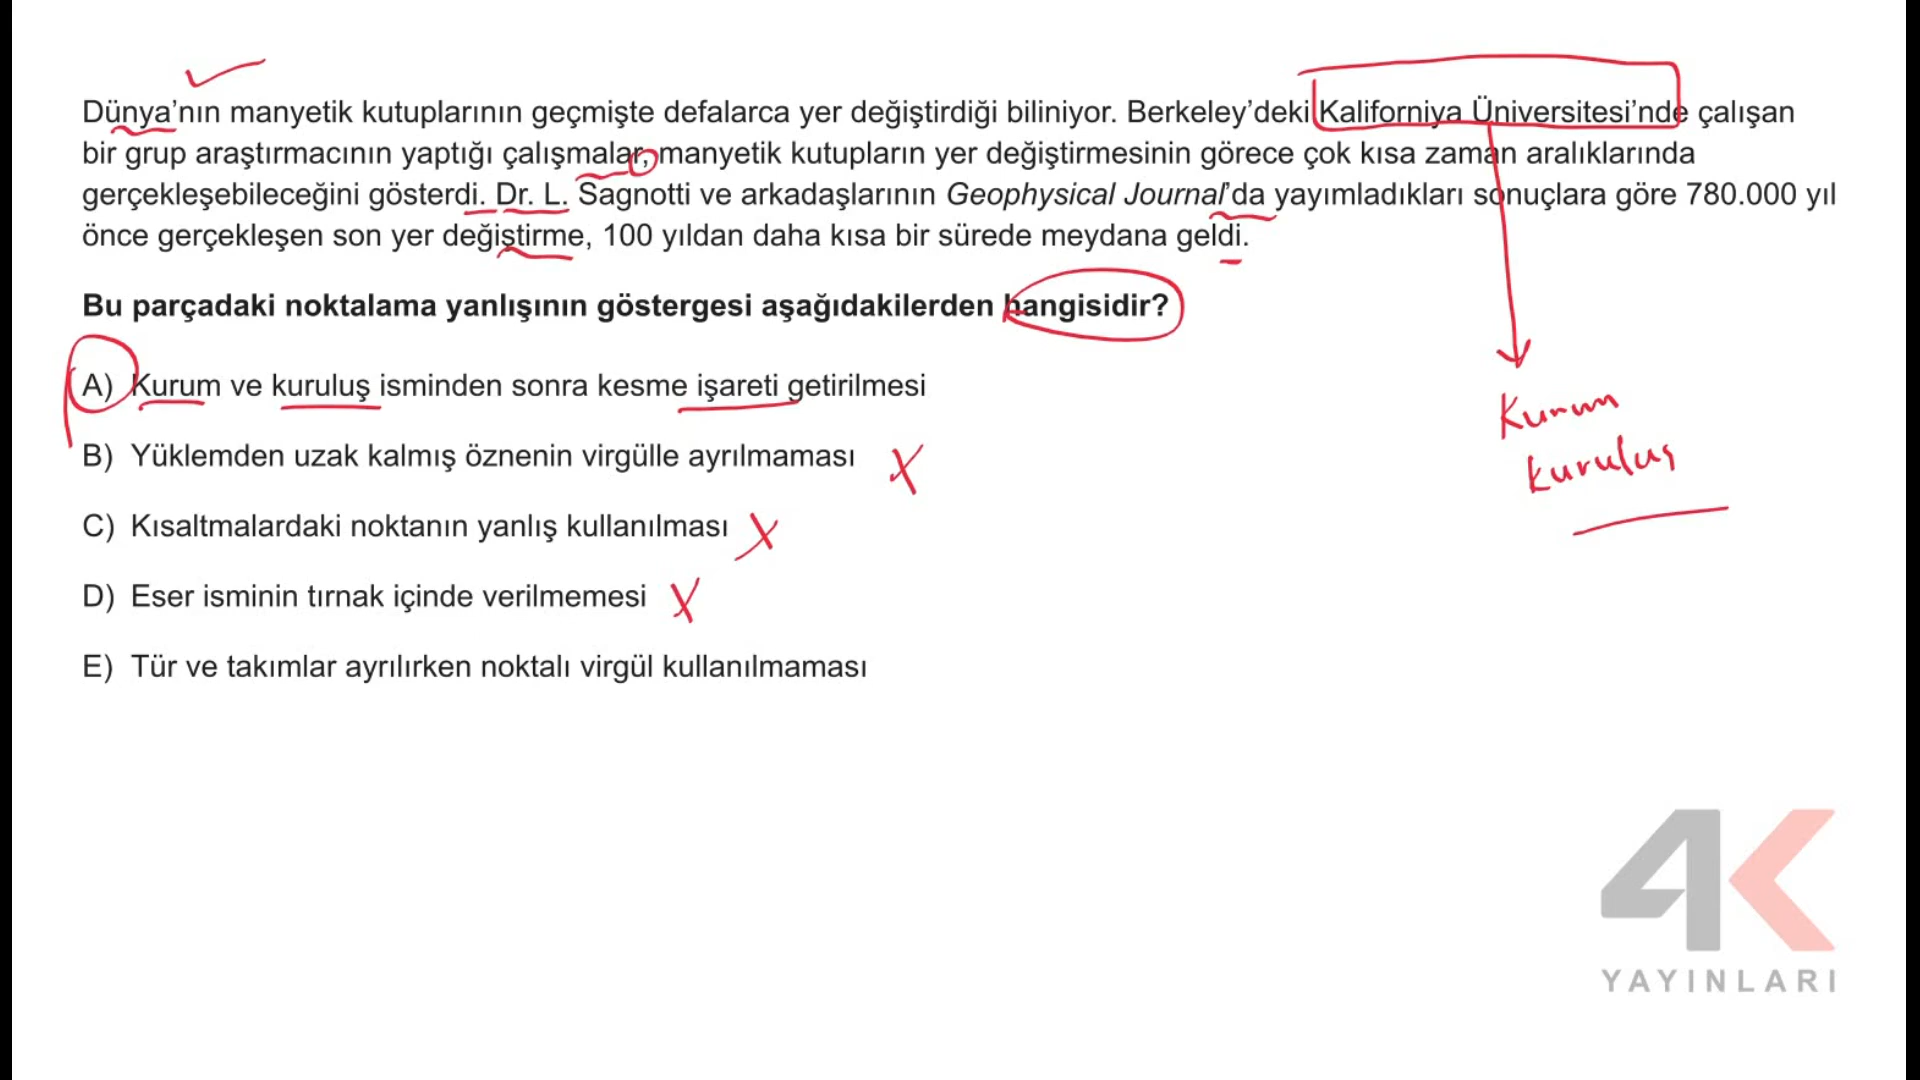 Dünya’nın manyetik kutuplarının geçmişte defalarca yer değiştirdiği biliniyor. Berkeley’deki Kaliforniya Üniversitesi’nde çalışan
bir grup araştırmacının yaptığı çalışmalar, manyetik kutupların yer değiştirmesinin görece çok kısa zaman aralıklarında
gerçekleşebileceğini gösterdi. Dr. L. Sagnotti ve arkadaşlarının Geophysical Journal’da yayımladıkları sonuçlara göre 780.000 yıl
önce gerçekleşen son yer değiştirme, 100 yıldan daha kısa bir sürede meydana geldi.
Bu parçadaki noktalama yanlışının göstergesi aşağıdakilerden hangisidir?
A) Kurum ve kuruluş isminden sonra kesme işareti getirilmesi
B) Yüklemden uzak kalmış öznenin virgülle ayrılmaması
C) Kısaltmalardaki noktanın yanlış kullanılması
D) Eser isminin tırnak içinde verilmemesi
E) Tür ve takımlar ayrılırken noktalı virgül kullanılmaması
Kurum
kuruluş
4K
YAYINLARI